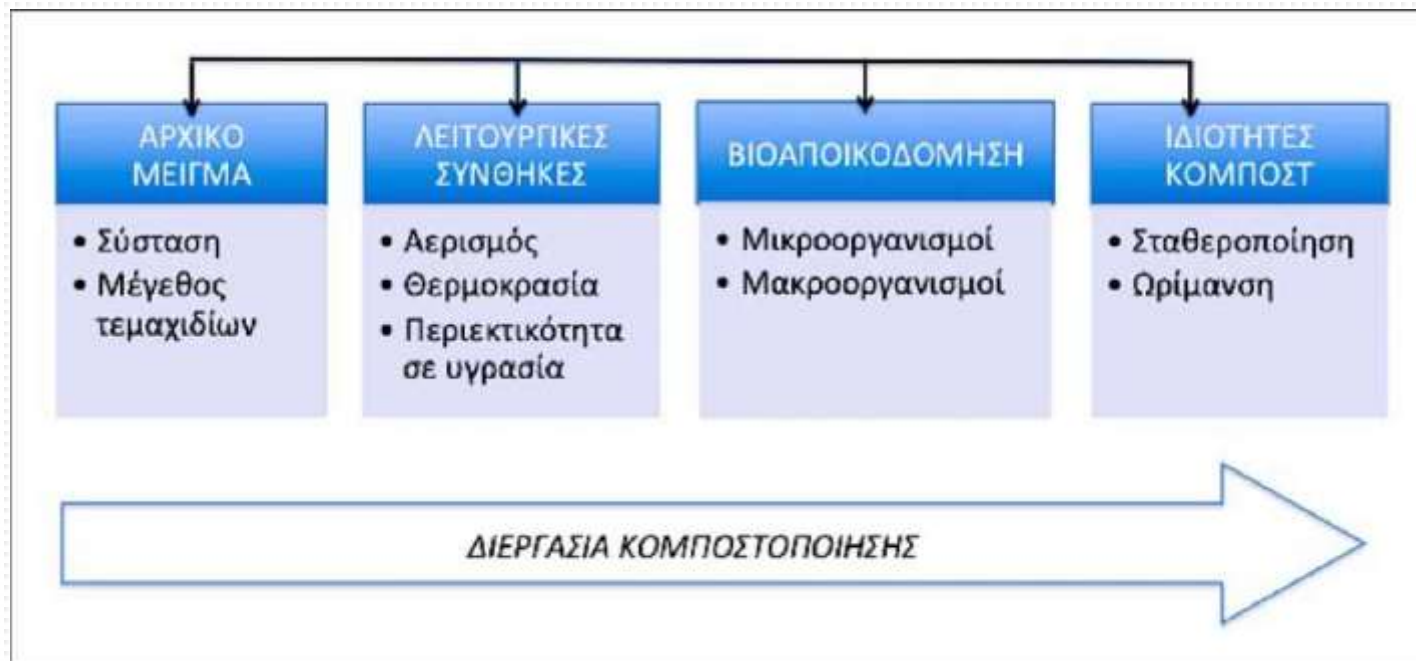 ΑΡΧΙΚΟ
ΜΕΙΓΜΑ
• Σύσταση
• Μέγεθος
τεμαχιδίων
ΛΕΙΤΟΥΡΓΙΚΕΣ
ΣΥΝΘΗΚΕΣ
• Αερισμός
• Θερμοκρασία
• Περιεκτικότητα
σε υγρασία
ΒΙΟΑΠΟΙΚΟΔΟΜΗΣΗ
• Μικροοργανισμοί
• Μακροοργανισμοί
ΙΔΙΟΤΗΤΕΣ
ΚΟΜΠΟΣΤ
• Σταθεροποίηση
• Ωρίμανση
ΔΙΕΡΓΑΣΙΑ ΚΟΜΠΟΣΤΟΠΟΙΗΣΗΣ